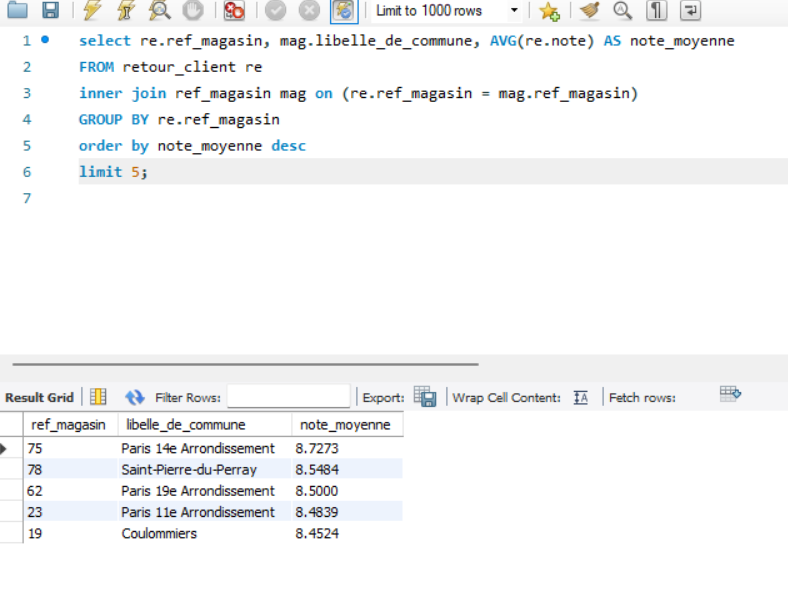 Limit to 1000 rows
1 select re.ref_magasin, mag.libelle_de_commune, AVG(re.note) AS note_moyenne
2 FROM retour_client re
3 inner join ref_magasin mag on (re.ref_magasin = mag.ref_magasin)
4 GROUP BY re.ref_magasin
5 order by note_moyenne desc
6 limit 5;
7
Result Grid Filter Rows: Export: Wrap Cell Content: IA Fetch rows:
ref_magasin libelle_de_commune note_moyenne
75 Paris 14e Arrondissement 8.7273
78 Saint-Pierre-du-Perray 8.5484
62 Paris 19e Arrondissement 8.5000
23 Paris 11e Arrondissement 8.4839
19 Coulommiers 8.4524